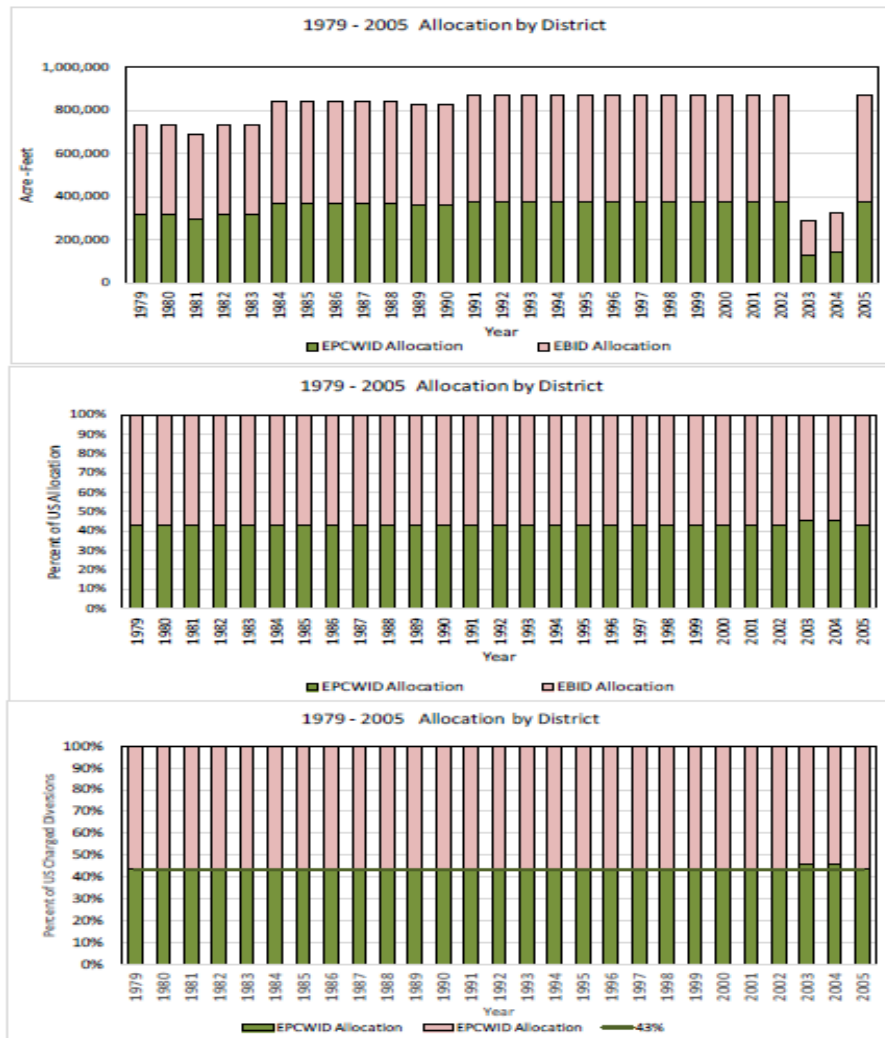 1979 - 2005 Allocation by District
1,000,000
800,000
600,000
400,000
200,000
0
Acre -Feet
1979 1980 1981 1982 1983 1984 1985 1986 1987 1988 1989 1990 1991 1992 1993 1994 1995 1996 1997 1998 1999 2000 2001 2002 2003 2004 2005
Year
EPCWID Allocation EBID Allocation
1979 - 2005 Allocation by District
100%
90%
80%
70%
60%
50%
40%
30%
20%
10%
0%
Percent of US Allocation
1979 1980 1981 1982 1983 1984 1985 1986 1987 1988 1989 1990 1991 1992 1993 1994 1995 1996 1997 1998 1999 2000 2001 2002 2003 2004 2005
Year
EPCWID Allocation EBID Allocation
1979 - 2005 Allocation by District
100%
90%
80%
70%
60%
50%
40%
30%
20%
10%
0%
Percent of US Charged Diversions
1979 1980 1981 1982 1983 1984 1985 1986 1987 1988 1989 1990 1991 1992 1993 1994 1995 1996 1997 1998 1999 2000 2001 2002 2003 2004 2005
Year
EPCWID Allocation EPCWID Allocation 43%